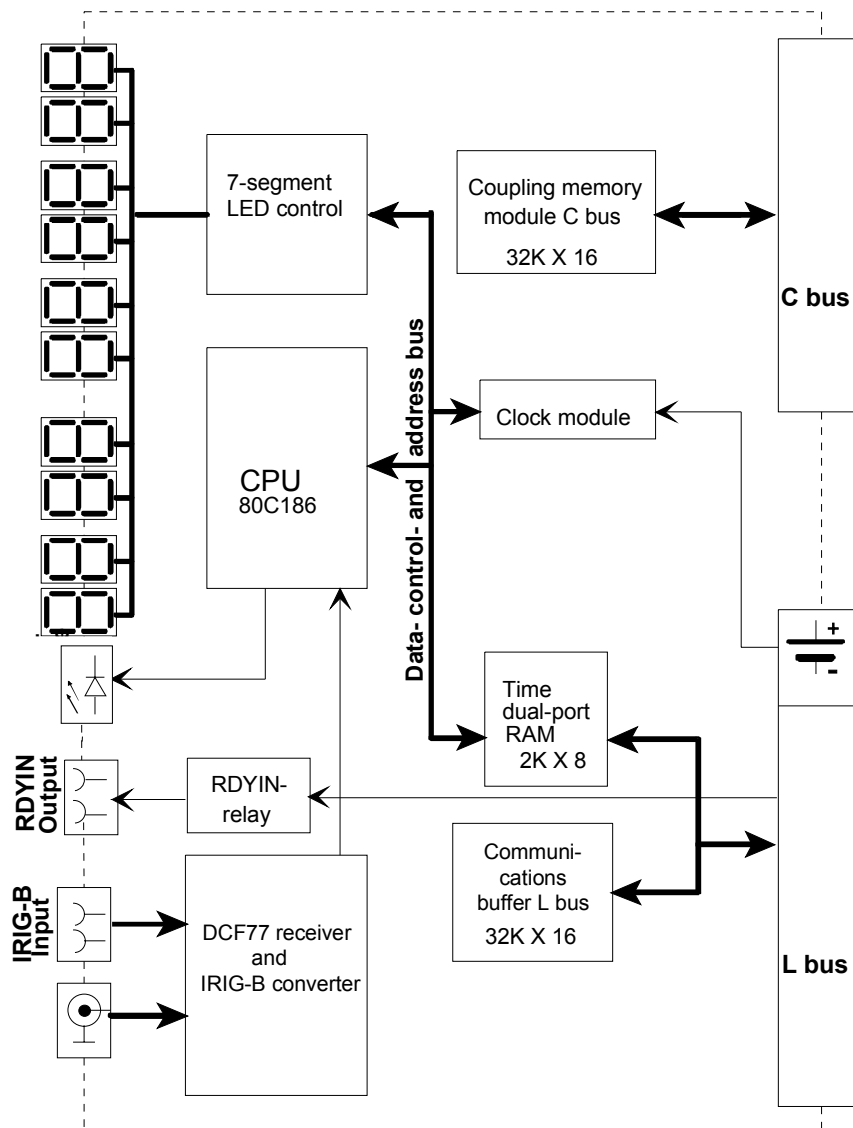 7-segment
LED control
Coupling memory
module C bus
32K X 16
C bus
Data- control- and address bus
Clock module
CPU
80C186
+
-
Time
dual-port
RAM
2K X 8
RDYIN
Output
RDYIN-
relay
Communi-
cations
buffer L bus
32K X 16
IRIG-B
Input
DCF77 receiver
and
IRIG-B converter
L bus